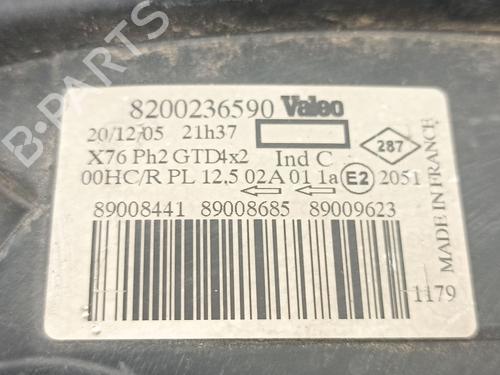 B-PARTS
8200236590 Valeo
20/12/05 21h37
287
X76 Ph2 GTD4x2 Ind C
00HC/R PL 12,5 02A 01 1a E2 2051
89008441 89008685 89009623
1179
MADE IN FRANCE